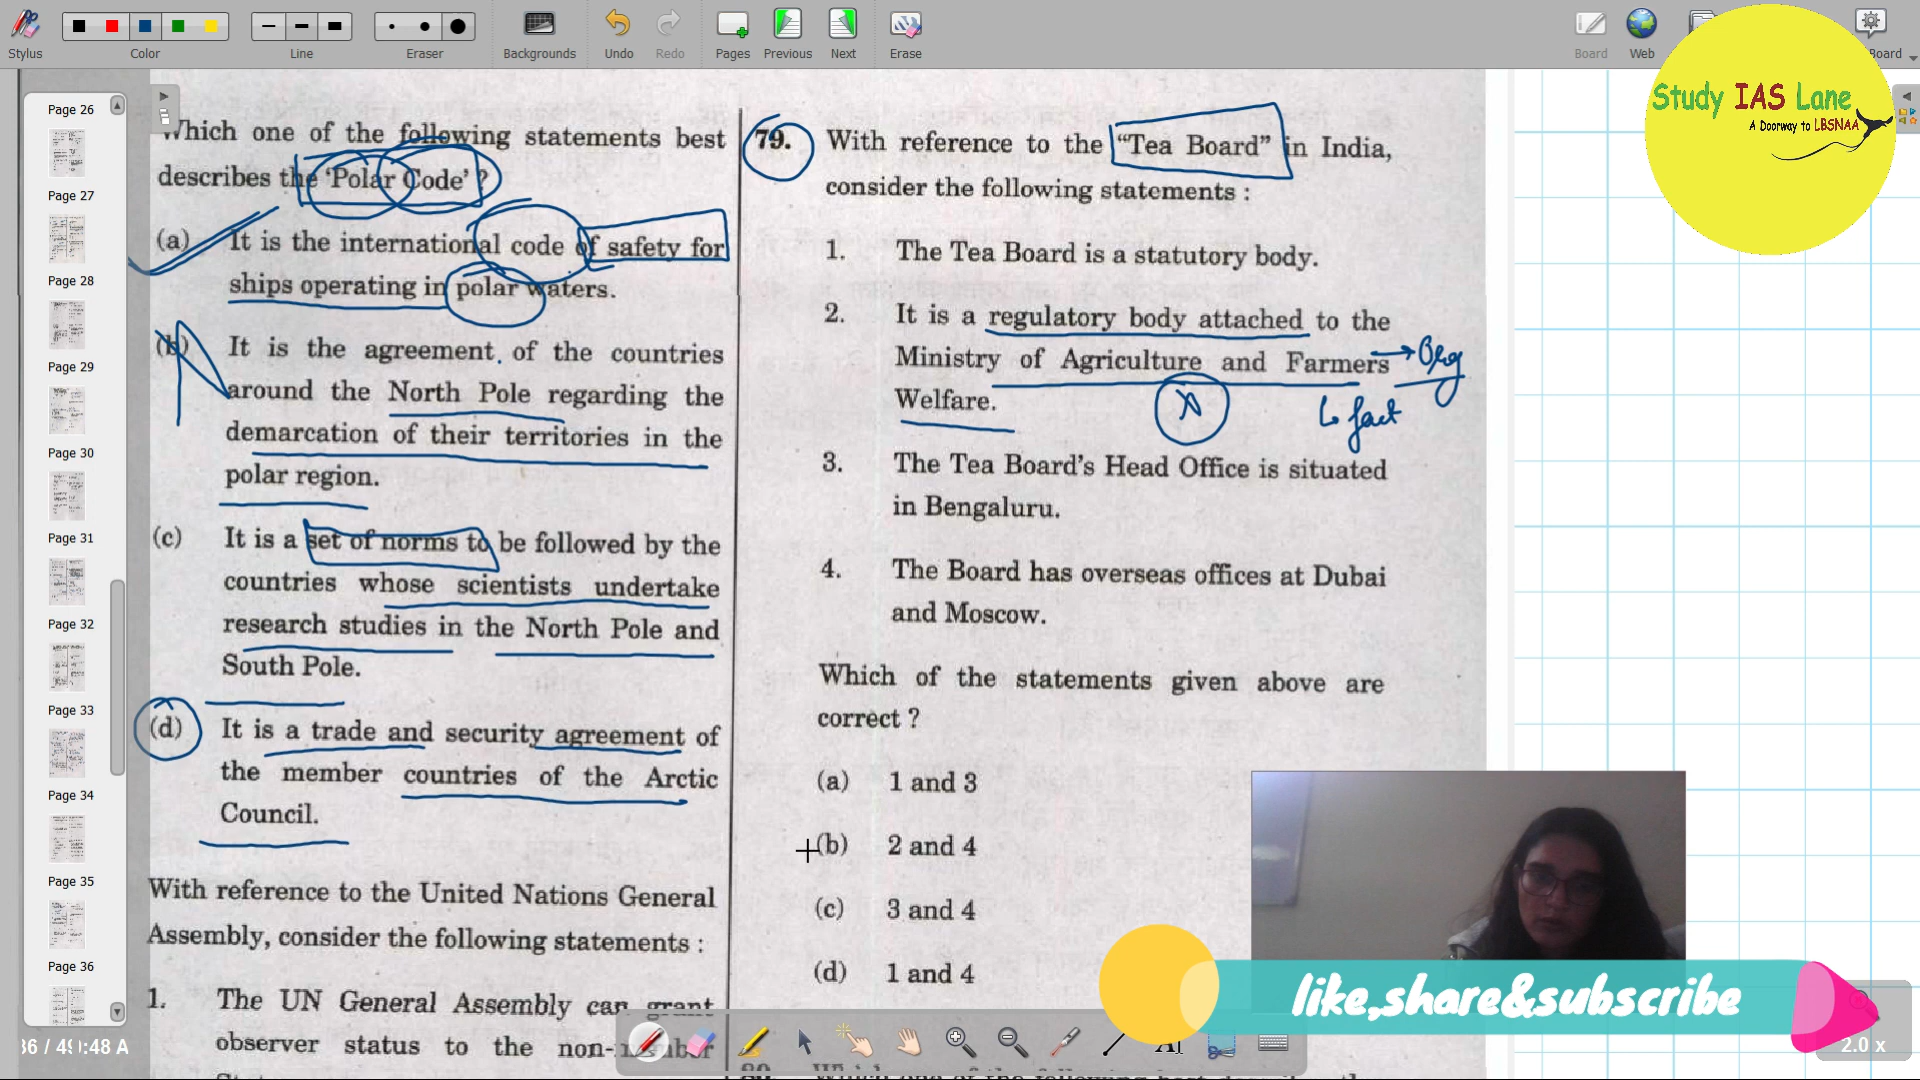 Stylus
Color
Line
Eraser
Backgrounds
Undo
Redo
Pages
Previous
Next
Erase
Board
Web
Board
Study IAS Lane
A Doorway to LBSNAA
Page 26
Page 27
Page 28
Page 29
Page 30
Page 31
Page 32
Page 33
Page 34
Page 35
Page 36
Which one of the following statements best
describes the ‘Polar Code’ ?
(a) It is the international code of safety for
ships operating in polar waters.
(b) It is the agreement of the countries
around the North Pole regarding the
demarcation of their territories in the
polar region.
(c) It is a set of norms to be followed by the
countries whose scientists undertake
research studies in the North Pole and
South Pole.
(d) It is a trade and security agreement of
the member countries of the Arctic
Council.
With reference to the United Nations General
Assembly, consider the following statements :
1. The UN General Assembly can grant
observer status to the non-member
79. With reference to the “Tea Board” in India,
consider the following statements :
1. The Tea Board is a statutory body.
2. It is a regulatory body attached to the
Ministry of Agriculture and Farmers
Welfare.
fact
3. The Tea Board’s Head Office is situated
in Bengaluru.
4. The Board has overseas offices at Dubai
and Moscow.
Which of the statements given above are
correct ?
(a) 1 and 3
(b) 2 and 4
(c) 3 and 4
(d) 1 and 4
like,share&subscribe
2.0 x